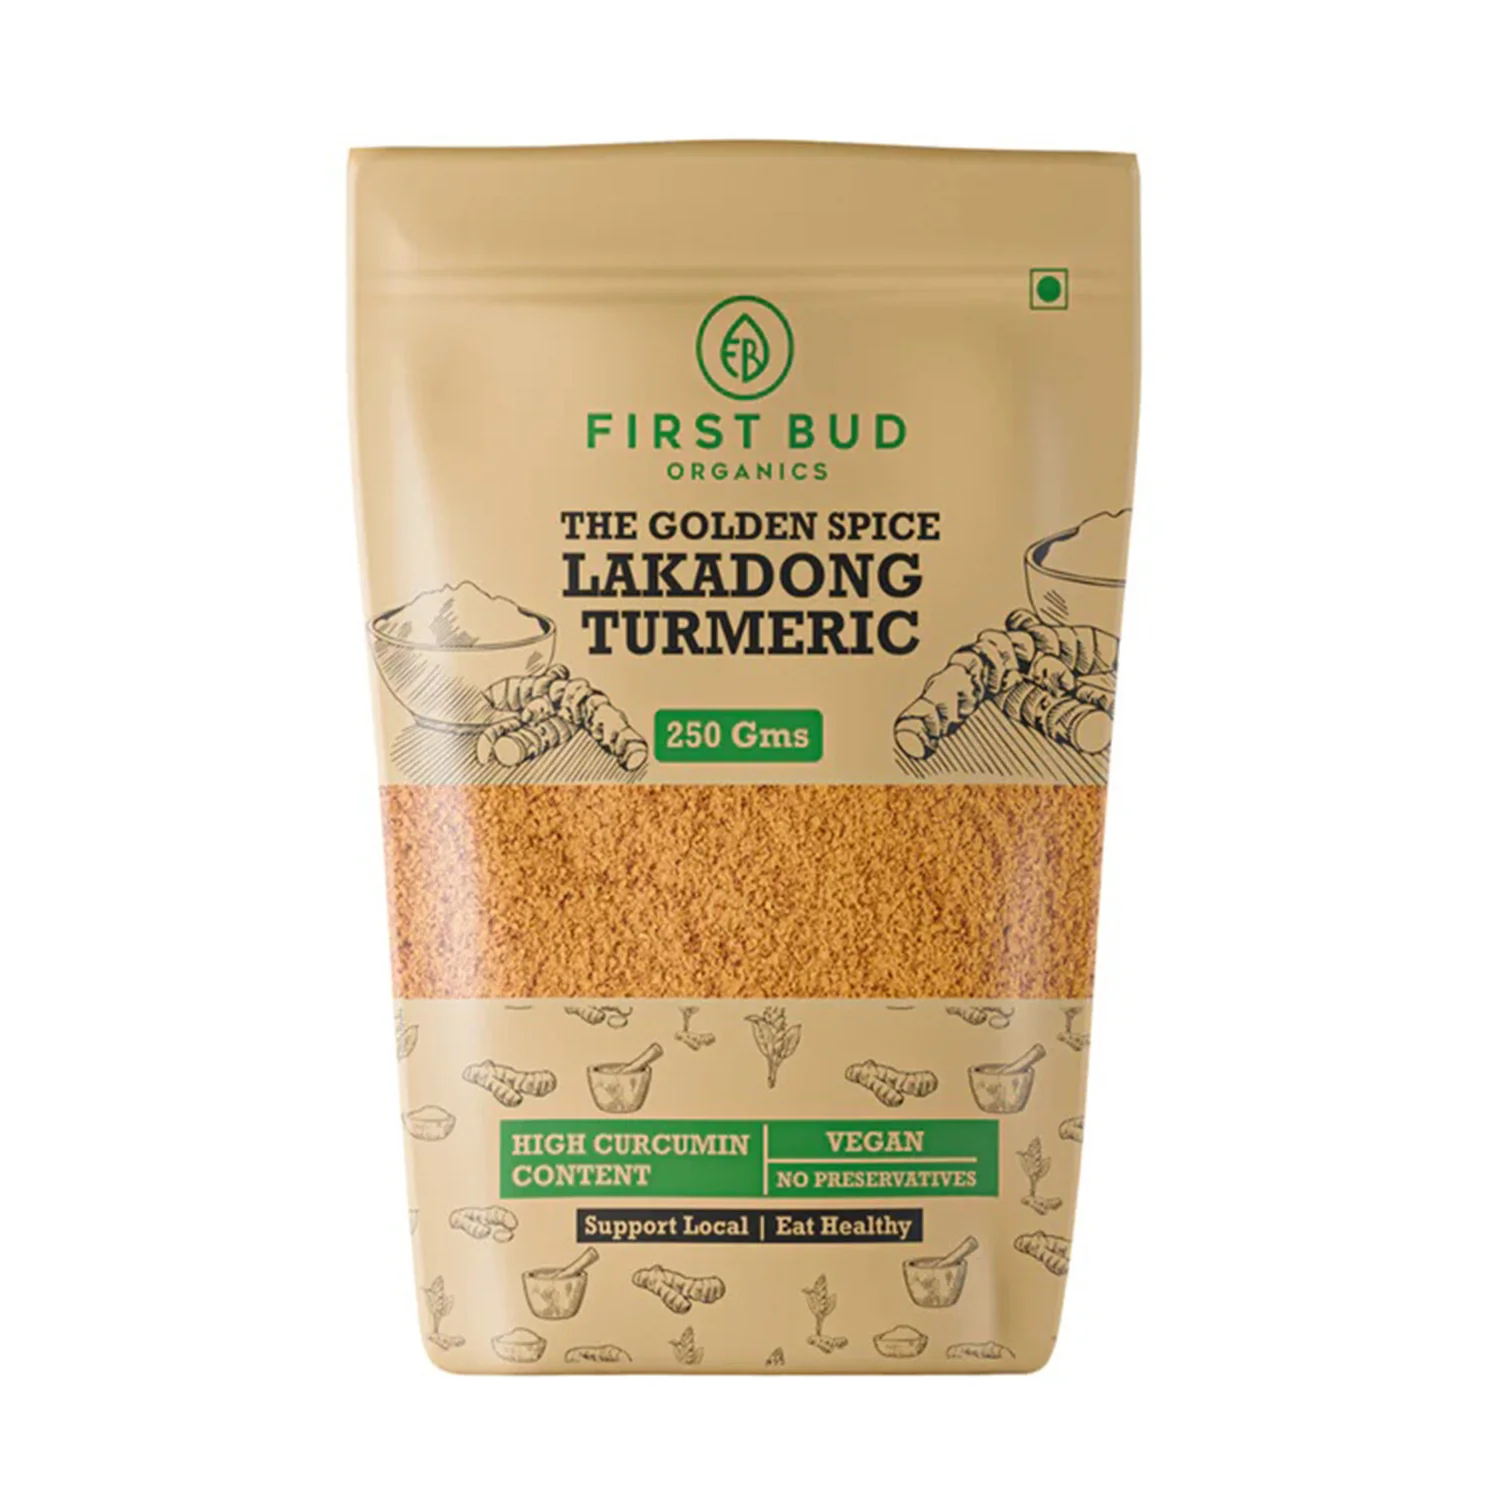 FB
FIRST BUD
ORGANICS
THE GOLDEN SPICE
LAKADONG
TURMERIC
250 Gms
HIGH CURCUMIN
CONTENT
VEGAN
NO PRESERVATIVES
Support Local | Eat Healthy